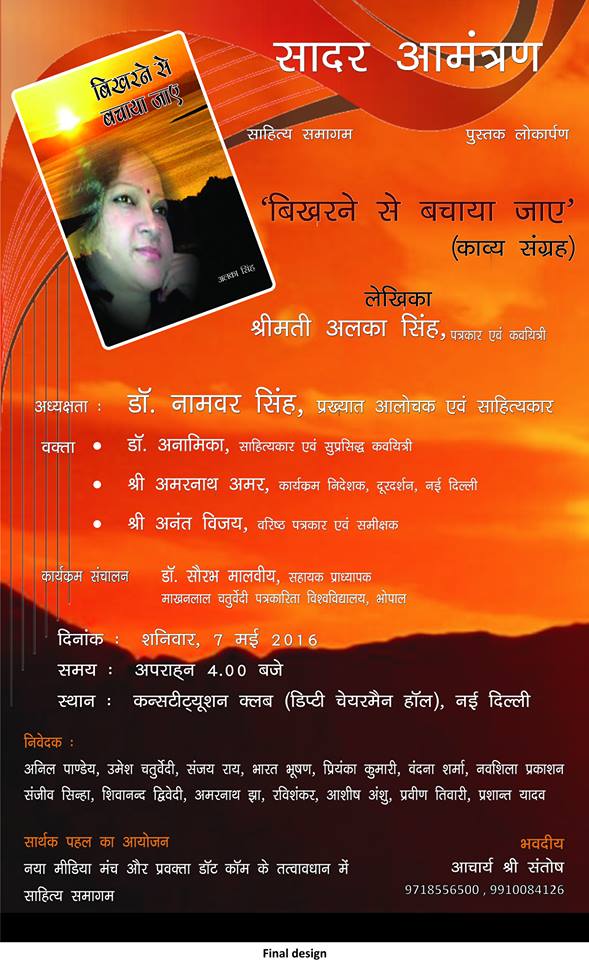 सादर आमंत्रण
बिखरने से
बचाया जाए
अलका सिंह
साहित्य समागम पुस्तक लोकार्पण
‘बिखरने से बचाया जाए’
(काव्य संग्रह)
लेखिका
श्रीमती अलका सिंह, पत्रकार एवं कवयित्री
अध्यक्षता : डॉ. नामवर सिंह, प्रख्यात आलोचक एवं साहित्यकार
वक्ता • डॉ. अनामिका, साहित्यकार एवं सुप्रसिद्ध कवयित्री
• श्री अमरनाथ अमर, कार्यक्रम निदेशक, दूरदर्शन, नई दिल्ली
• श्री अनंत विजय, वरिष्ठ पत्रकार एवं समीक्षक
कार्यक्रम संचालन डॉ. सौरभ मालवीय, सहायक प्राध्यापक
माखनलाल चतुर्वेदी पत्रकारिता विश्वविद्यालय, भोपाल
दिनांक : शनिवार, 7 मई 2016
समय : अपराह्न 4.00 बजे
स्थान : कन्सटीट्यूशन क्लब (डिप्टी चेयरमैन हॉल), नई दिल्ली
निवेदक :
अनिल पाण्डेय, उमेश चतुर्वेदी, संजय राय, भारत भूषण, प्रियंका कुमारी, वंदना शर्मा, नवशिला प्रकाशन
संजीव सिन्हा, शिवानन्द द्विवेदी, अमरनाथ झा, रविशंकर, आशीष अंशु, प्रवीण तिवारी, प्रशान्त यादव
सार्थक पहल का आयोजन
नया मीडिया मंच और प्रवक्ता डॉट कॉम के तत्वावधान में
साहित्य समागम
भवदीय
आचार्य श्री संतोष
9718556500 , 9910084126
Final design